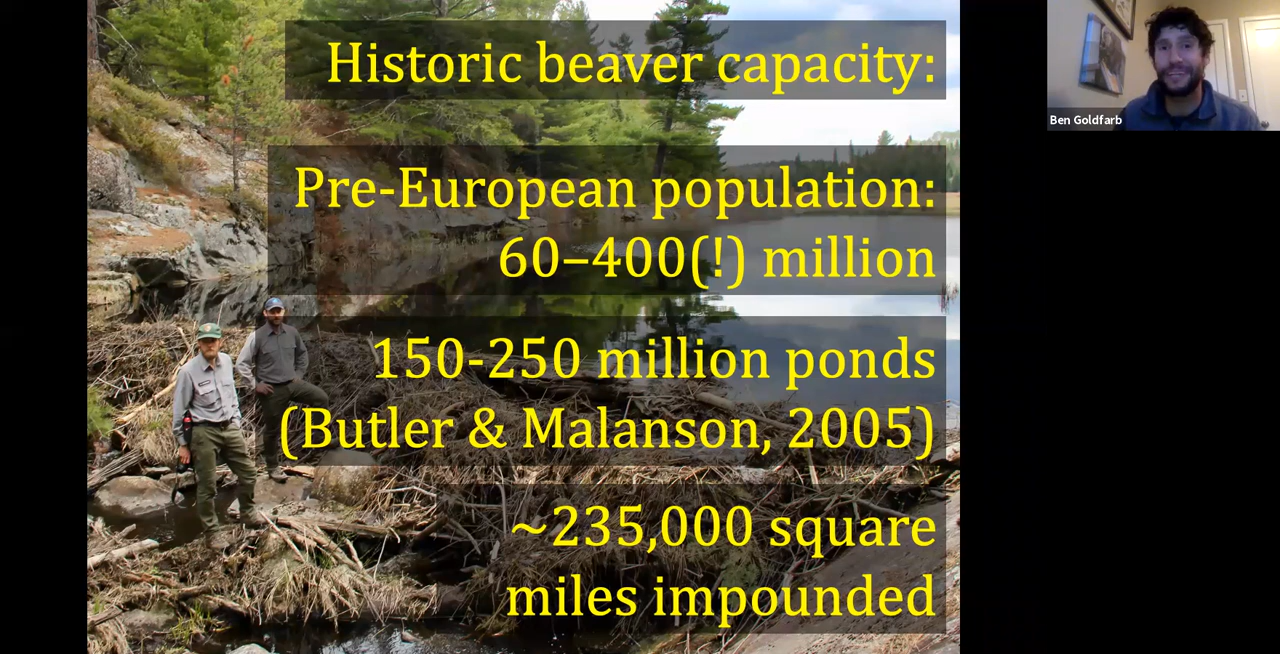 Historic beaver capacity:
Pre-European population:
60–400(!) million
150-250 million ponds
(Butler & Malanson, 2005)
~235,000 square
miles impounded
Ben Goldfarb